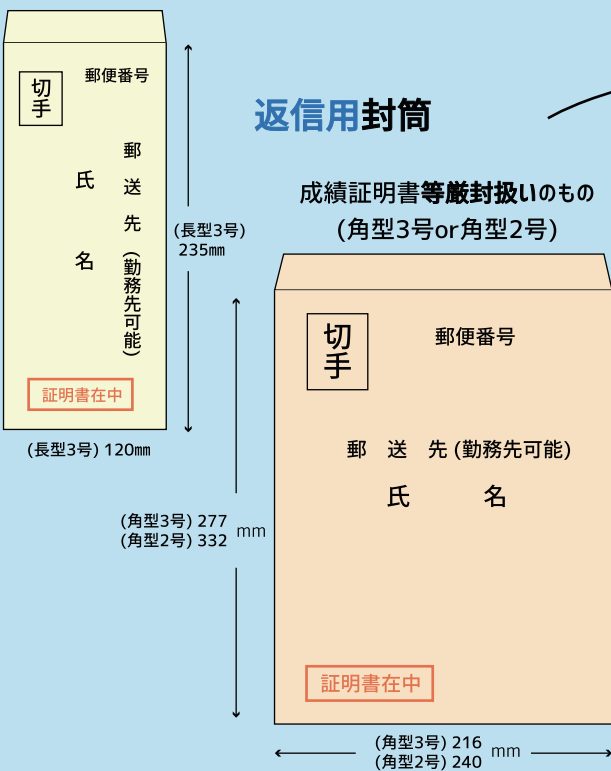 切手
郵便番号
郵送先(勤務先可能)
氏名
証明書在中
(長型3号)
235㎜
(長型3号) 120㎜
返信用封筒
成績証明書等厳封扱いのもの
(角型3号or角型2号)
切手
郵便番号
郵 送 先 (勤務先可能)
氏 名
証明書在中
(角型3号) 277
(角型2号) 332
mm
(角型3号) 216
(角型2号) 240
mm